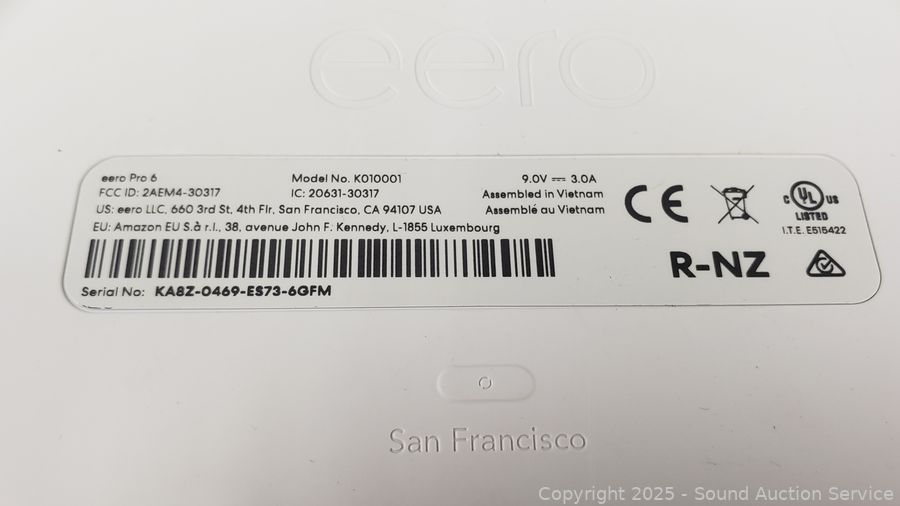 eero
eero Pro 6
Model No. K010001
9.0V ⎓ 3.0A
FCC ID: 2AEM4-30317
IC: 20631-30317
Assembled in Vietnam
US: eero LLC, 660 3rd St, 4th Flr, San Francisco, CA 94107 USA
Assemblé au Vietnam
EU: Amazon EU S.à r.l., 38, avenue John F. Kennedy, L-1855 Luxembourg
CE
C UL US
LISTED
I.T.E. E515422
R-NZ
Serial No: KA8Z-0469-ES73-6GFM
San Francisco
Copyright 2025 - Sound Auction Service